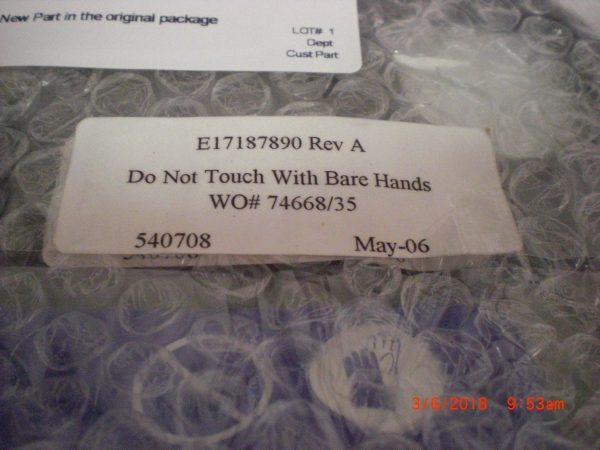 New Part in the original package
LOT# 1
Dept
Cust Part
E17187890 Rev A
Do Not Touch With Bare Hands
WO# 74668/35
540708 May-06
3/6/2018 9:53am